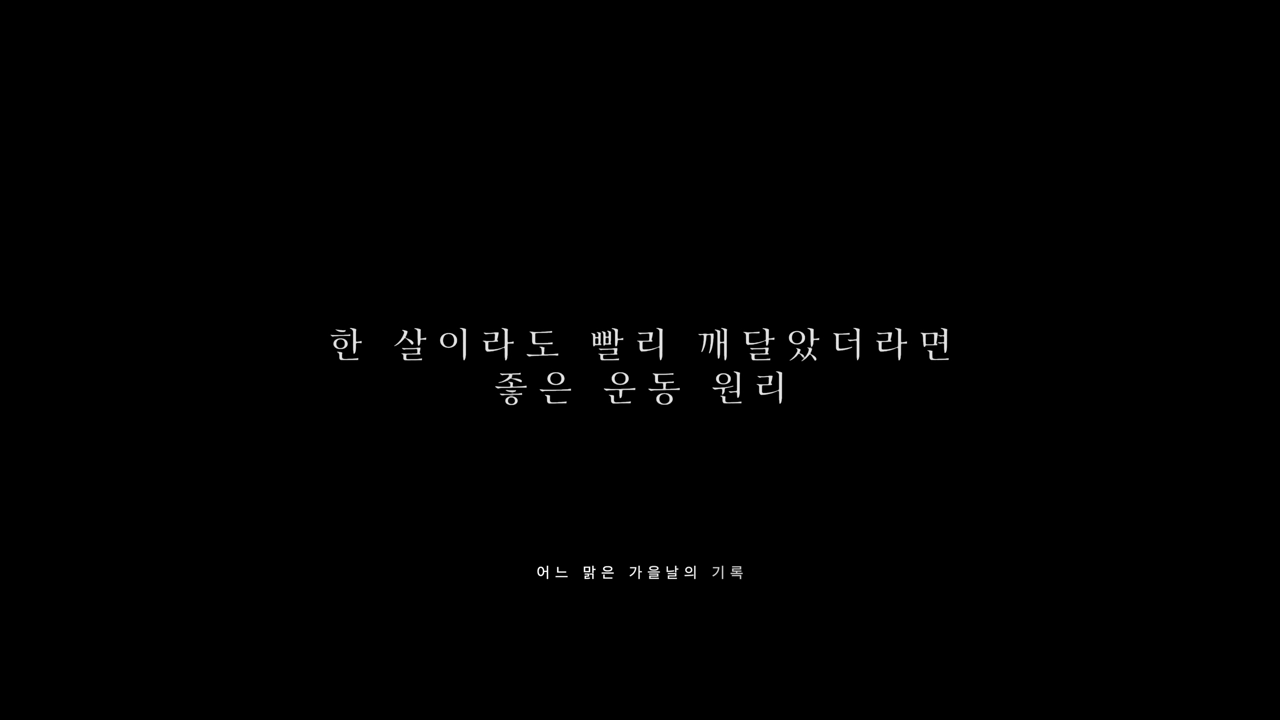 한 살이라도 빨리 깨달았더라면
좋은 운동 원리
어느 맑은 가을날의 기록